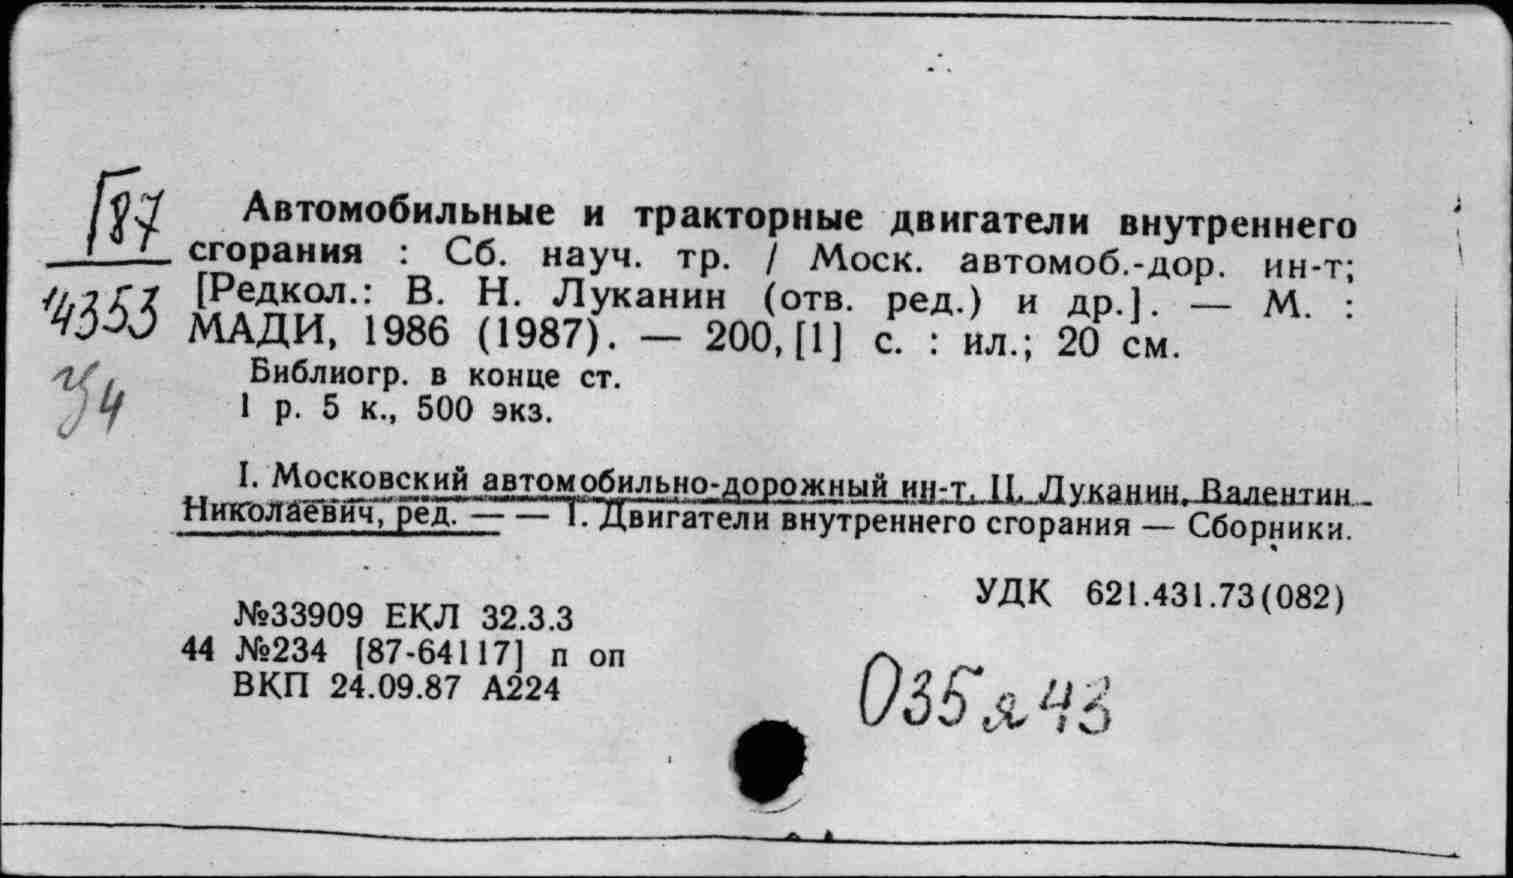 Г87
4353
Автомобильные и тракторные двигатели внутреннего
сгорания : Сб. науч. тр. / Моск. автомоб.-дор. ин-т;
[Редкол.: В. Н. Луканин (отв. ред.) и др.]. — М. :
МАДИ, 1986 (1987). — 200, [1] с. : ил.; 20 см.
Библиогр. в конце ст.
1 р. 5 к., 500 экз.
I. Московский автомобильно-дорожный ин-т. II. Луканин, Валентин
Николаевич, ред. — — 1. Двигатели внутреннего сгорания — Сборники.
УДК 621.431.73(082)
№33909 ЕКЛ 32.3.3
44 №234 [87-64117] п оп
ВКП 24.09.87 А224
О35я43